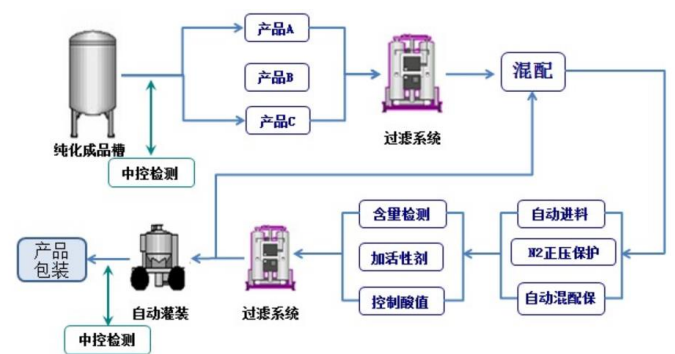 产品A
产品B
产品C
混配
纯化成品槽
过滤系统
中控检测
产品
包装
自动灌装
过滤系统
含量检测
加活性剂
控制酸值
自动进料
N2正压保护
自动混配保
中控检测